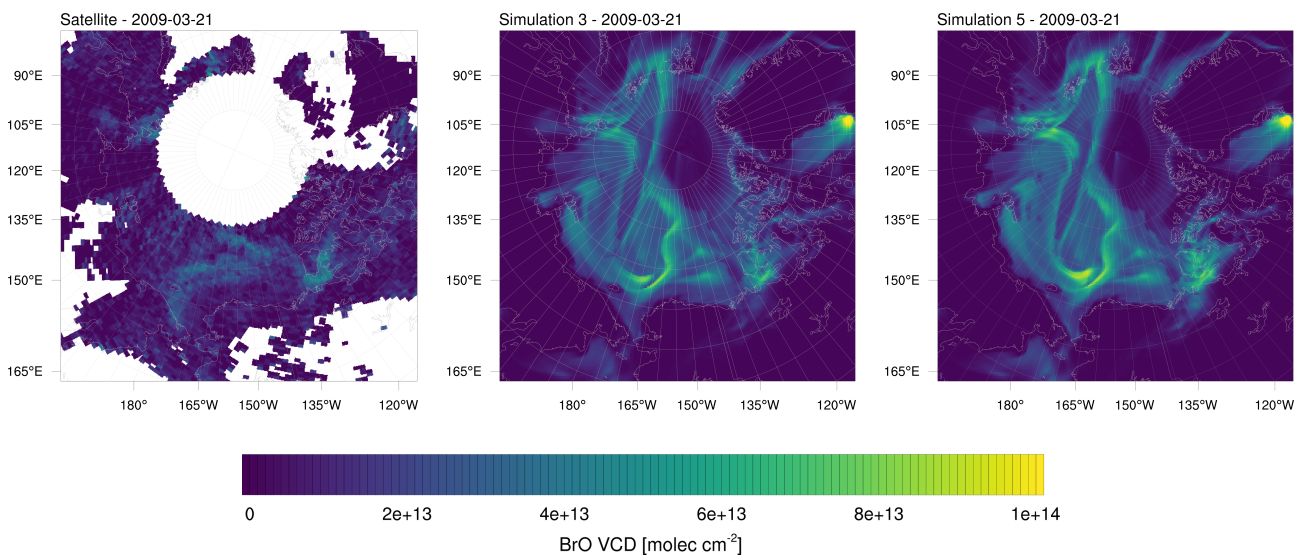 Satellite - 2009-03-21
Simulation 3 - 2009-03-21
Simulation 5 - 2009-03-21
90°E
90°E
90°E
105°E
105°E
105°E
120°E
120°E
120°E
135°E
135°E
135°E
150°E
150°E
150°E
165°E
165°E
165°E
180° 165°W 150°W 135°W 120°W
180° 165°W 150°W 135°W 120°W
180° 165°W 150°W 135°W 120°W
0 2e+13 4e+13 6e+13 8e+13 1e+14
BrO VCD [molec cm-2]